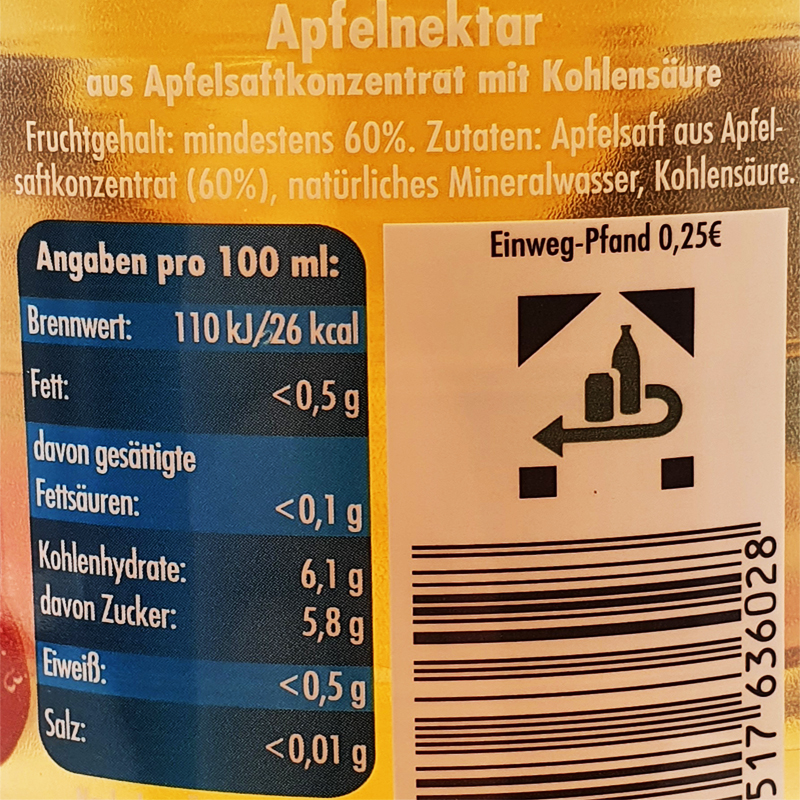 Apfelnektar
aus Apfelsaftkonzentrat mit Kohlensäure
Fruchtgehalt: mindestens 60%. Zutaten: Apfelsaft aus Apfel-
saftkonzentrat (60%), natürliches Mineralwasser, Kohlensäure.
Angaben pro 100 ml:
Brennwert: 110 kJ/26 kcal
Fett: <0,5 g
davon gesättigte
Fettsäuren: <0,1 g
Kohlenhydrate: 6,1 g
davon Zucker: 5,8 g
Eiweiß: <0,5 g
Salz: <0,01 g
Einweg-Pfand 0,25€
517 636028